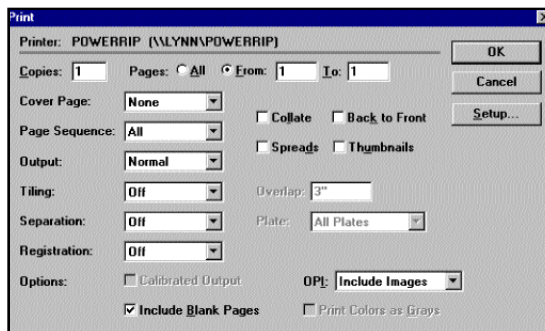 Print
Printer: POWERRIP (\\LYNN\POWERRIP)
OK
Copies: 1 Pages: All From: 1 To: 1
Cancel
Cover Page: None
Collate Back to Front Setup...
Page Sequence: All
Spreads Thumbnails
Output: Normal
Tiling: Off Overlap: 3"
Separation: Off Plate: All Plates
Registration: Off
Options: Calibrated Output OPI: Include Images
Include Blank Pages Print Colors as Grays